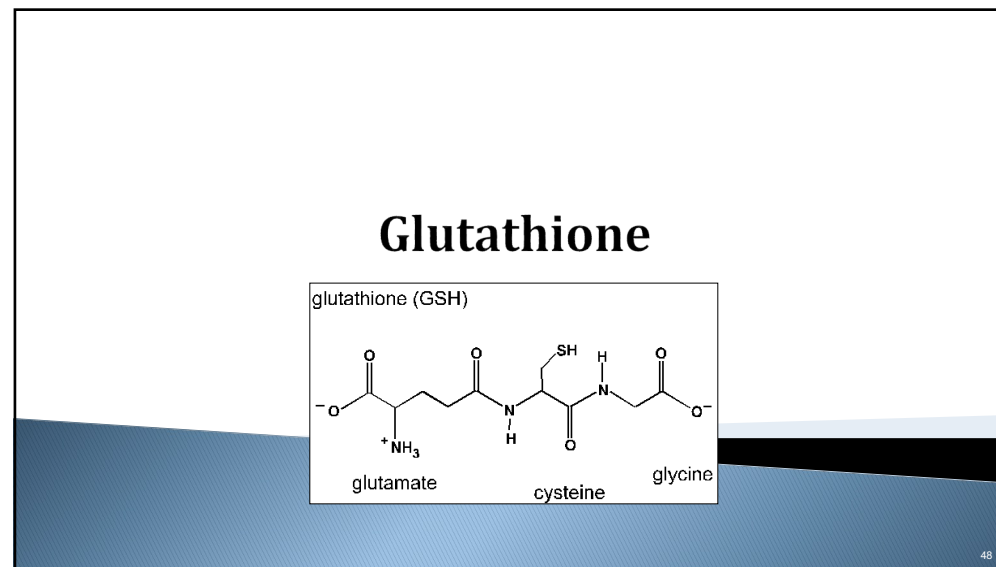 Glutathione
glutathione (GSH)
O O SH H O
⁻O N N O⁻
H O
⁺NH₃
glutamate cysteine glycine
48